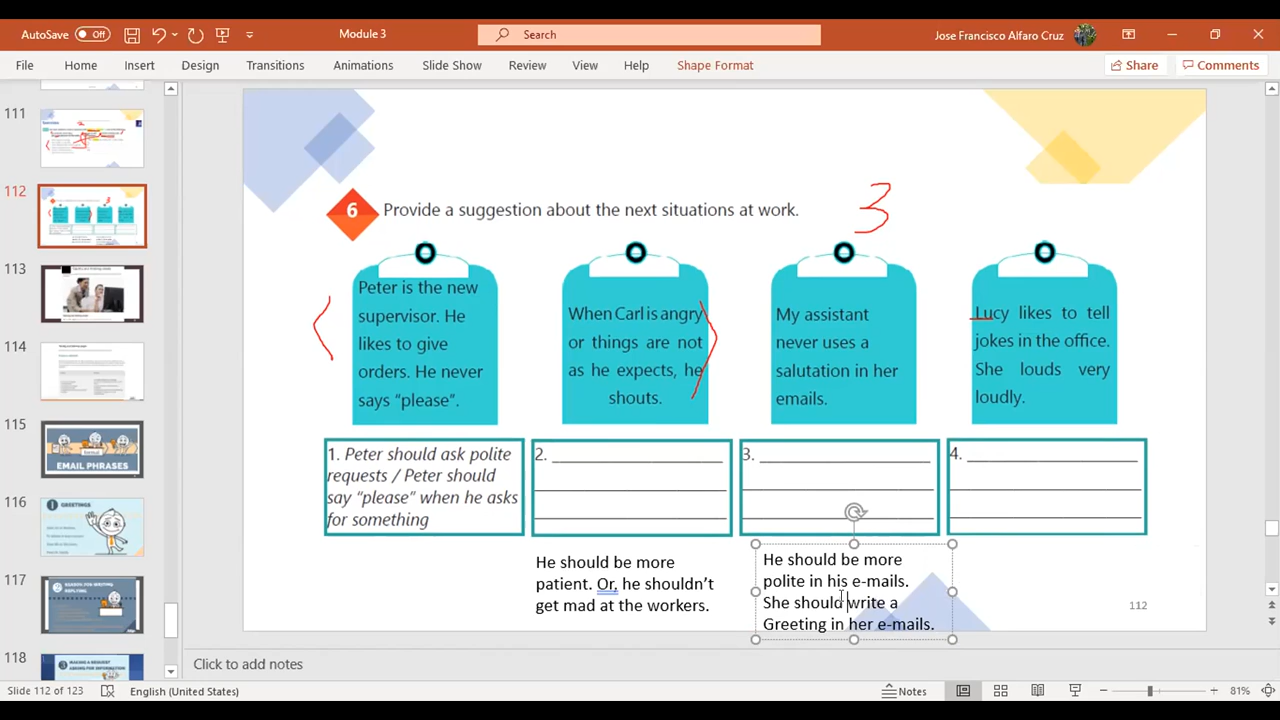 AutoSave Off Module 3 Search Jose Francisco Alfaro Cruz
File Home Insert Design Transitions Animations Slide Show Review View Help Shape Format Share Comments
111
112
113
114
115
EMAIL PHRASES
116
GREETINGS
117
118
6 Provide a suggestion about the next situations at work.
3
Peter is the new
supervisor. He
likes to give
orders. He never
says “please”.
When Carl is angry
or things are not
as he expects, he
shouts.
My assistant
never uses a
salutation in her
emails.
Lucy likes to tell
jokes in the office.
She louds very
loudly.
1. Peter should ask polite
requests / Peter should
say “please” when he asks
for something
2. ____________________
3. ____________________
4. ____________________
He should be more
patient. Or, he shouldn’t
get mad at the workers.
He should be more
polite in his e-mails.
She should write a
Greeting in her e-mails.
112
Click to add notes
Slide 112 of 123 English (United States) Notes 81%